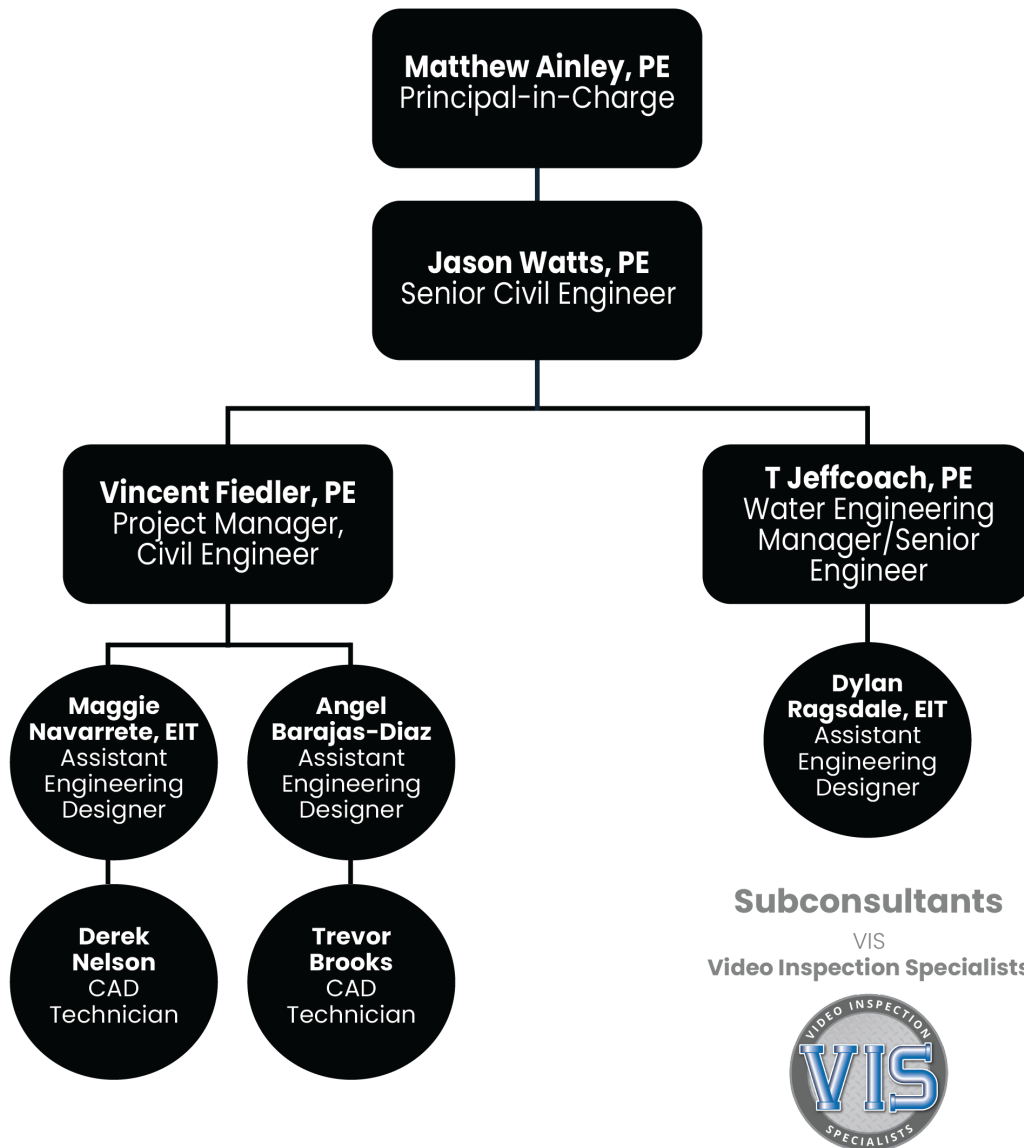 Matthew Ainley, PE
Principal-in-Charge
Jason Watts, PE
Senior Civil Engineer
Vincent Fiedler, PE
Project Manager,
Civil Engineer
T Jeffcoach, PE
Water Engineering
Manager/Senior
Engineer
Maggie
Navarrete, EIT
Assistant
Engineering
Designer
Angel
Barajas-Diaz
Assistant
Engineering
Designer
Dylan
Ragsdale, EIT
Assistant
Engineering
Designer
Derek
Nelson
CAD
Technician
Trevor
Brooks
CAD
Technician
Subconsultants
VIS
Video Inspection Specialists
VIDEO INSPECTION
VIS
SPECIALISTS